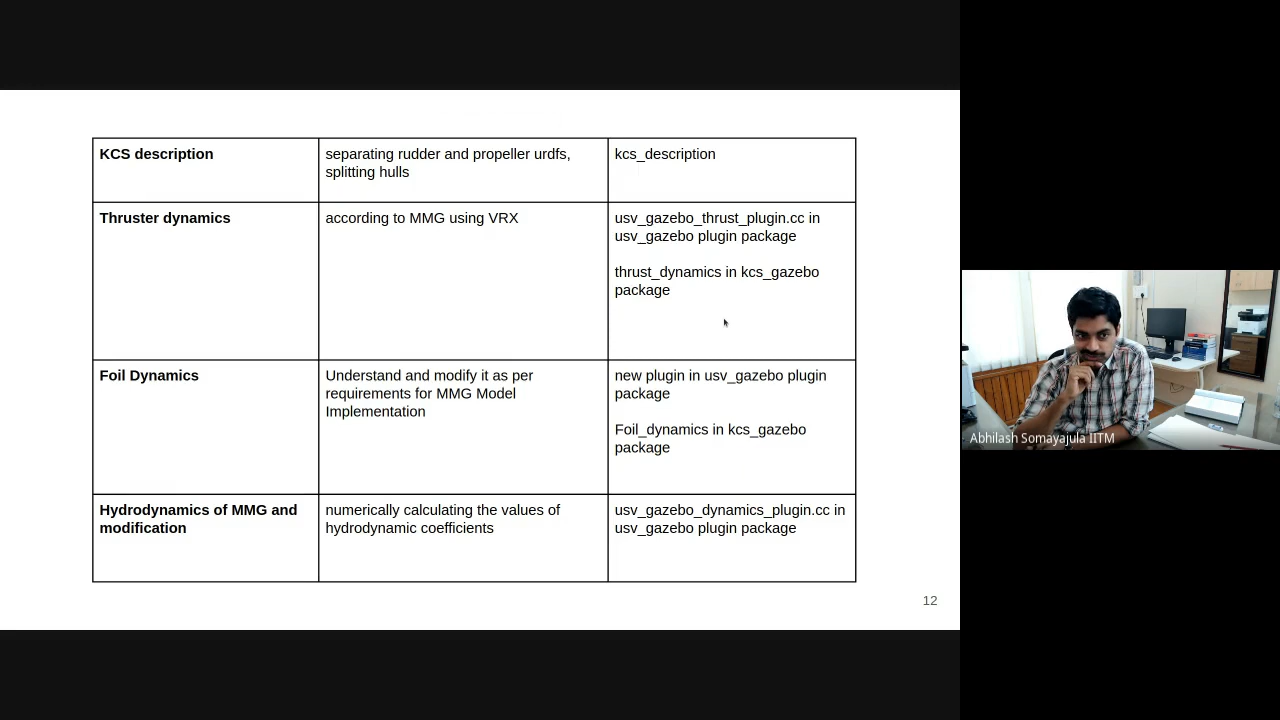 KCS description
separating rudder and propeller urdfs,
splitting hulls
kcs_description
Thruster dynamics
according to MMG using VRX
usv_gazebo_thrust_plugin.cc in
usv_gazebo plugin package
thrust_dynamics in kcs_gazebo
package
Foil Dynamics
Understand and modify it as per
requirements for MMG Model
Implementation
new plugin in usv_gazebo plugin
package
Foil_dynamics in kcs_gazebo
package
Hydrodynamics of MMG and
modification
numerically calculating the values of
hydrodynamic coefficients
usv_gazebo_dynamics_plugin.cc in
usv_gazebo plugin package
12
Abhilash Somayajula IITM